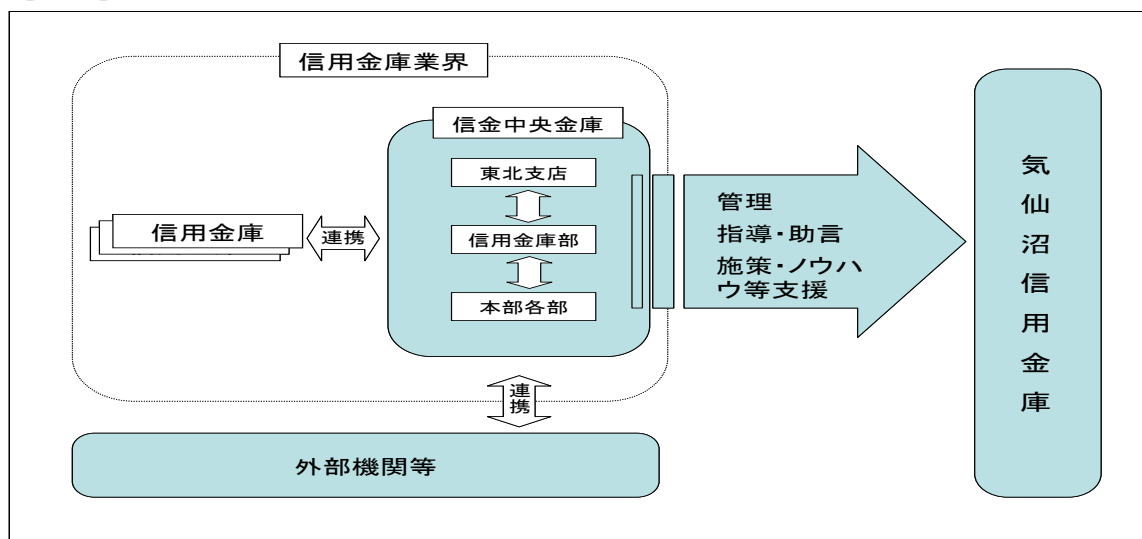 信用金庫業界
信金中央金庫
東北支店
信用金庫
連携
信用金庫部
本部各部
管理
指導・助言
施策・ノウハ
ウ等支援
気仙沼信用金庫
連携
外部機関等